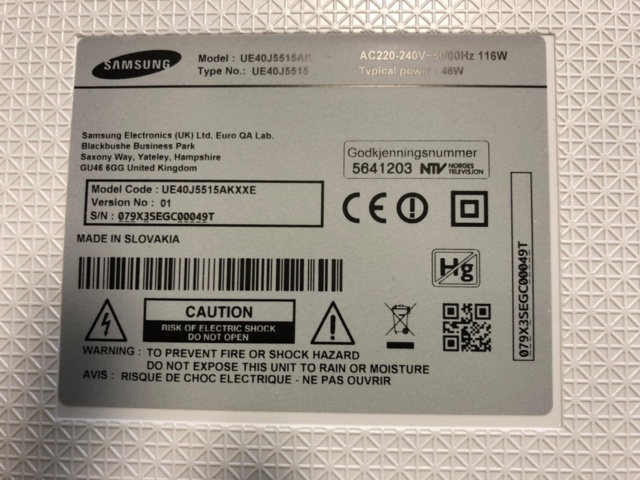 SAMSUNG
Model : UE40J5515AK
Type No. : UE40J5515
AC220-240V~50/60Hz 116W
Typical power : 46W
Samsung Electronics (UK) Ltd, Euro QA Lab.
Blackbushe Business Park
Saxony Way, Yateley, Hampshire
GU46 6GG United Kingdom
Godkjenningsnummer
5641203 NTV NORGES
TELEVISJON
Model Code : UE40J5515AKXXE
Version No : 01
S/N : 079X3SEGC00049T
CE
MADE IN SLOVAKIA
Hg
079X3SEGC00049T
CAUTION
RISK OF ELECTRIC SHOCK
DO NOT OPEN
WARNING : TO PREVENT FIRE OR SHOCK HAZARD
DO NOT EXPOSE THIS UNIT TO RAIN OR MOISTURE
AVIS : RISQUE DE CHOC ELECTRIQUE - NE PAS OUVRIR